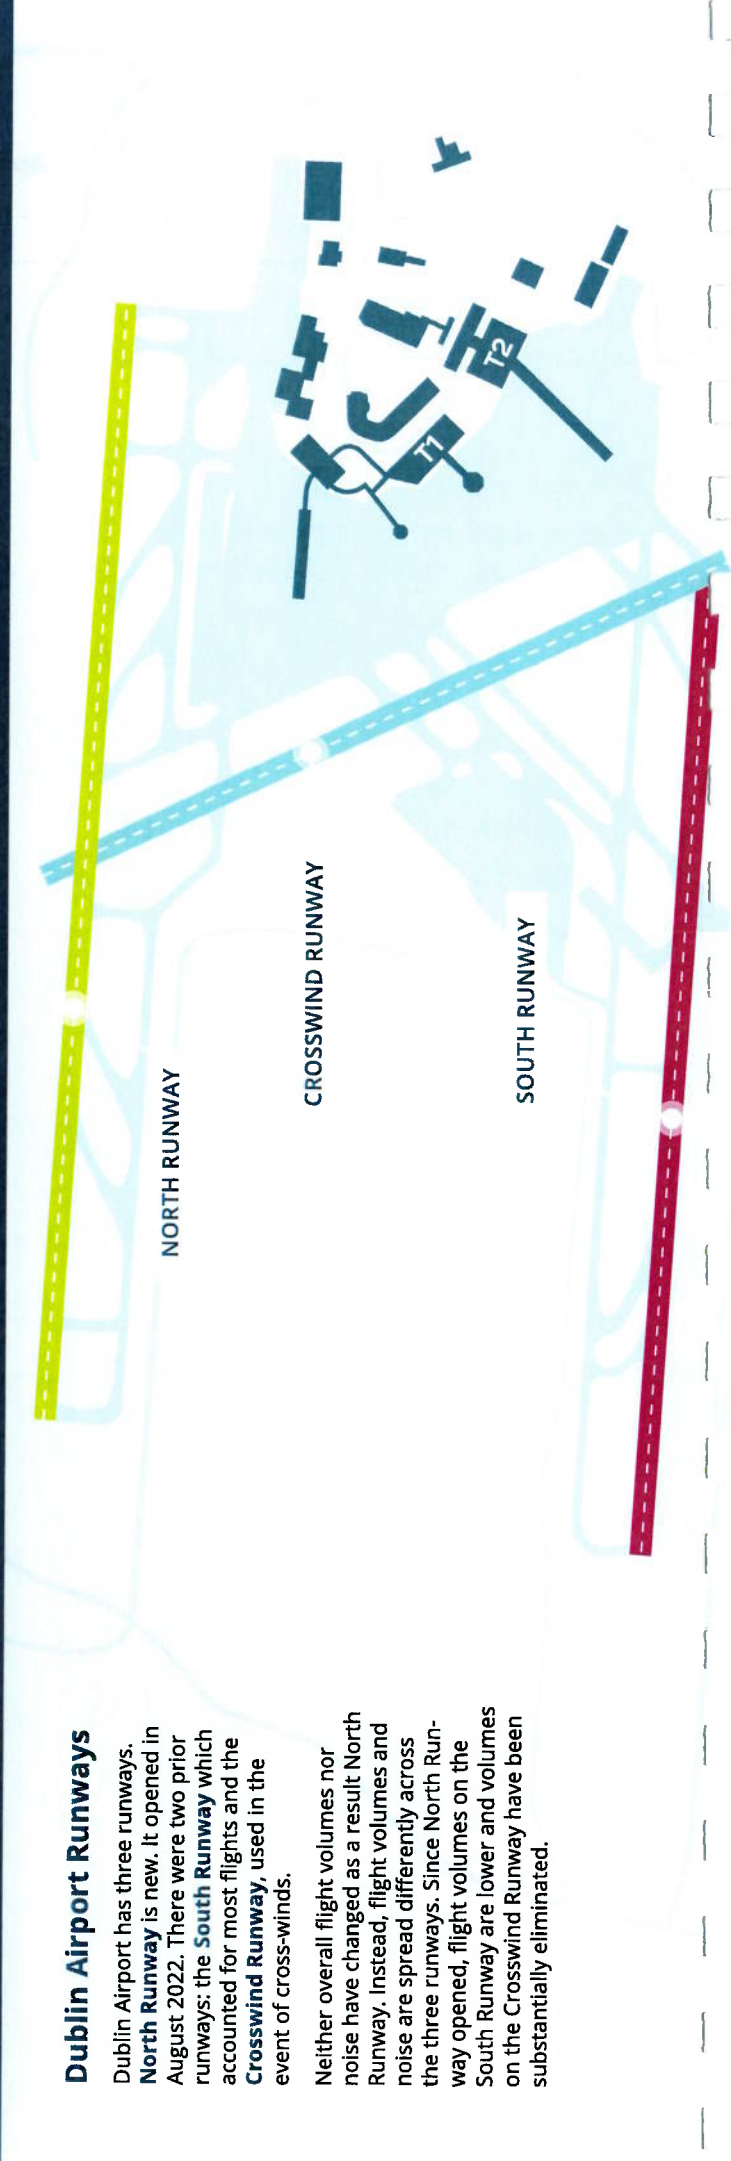 Dublin Airport Runways
Dublin Airport has three runways.
North Runway is new. It opened in
August 2022. There were two prior
runways: the South Runway which
accounted for most flights and the
Crosswind Runway, used in the
event of cross-winds.
Neither overall flight volumes nor
noise have changed as a result North
Runway. Instead, flight volumes and
noise are spread differently across
the three runways. Since North Run-
way opened, flight volumes on the
South Runway are lower and volumes
on the Crosswind Runway have been
substantially eliminated.
NORTH RUNWAY
CROSSWIND RUNWAY
SOUTH RUNWAY
T1
T2